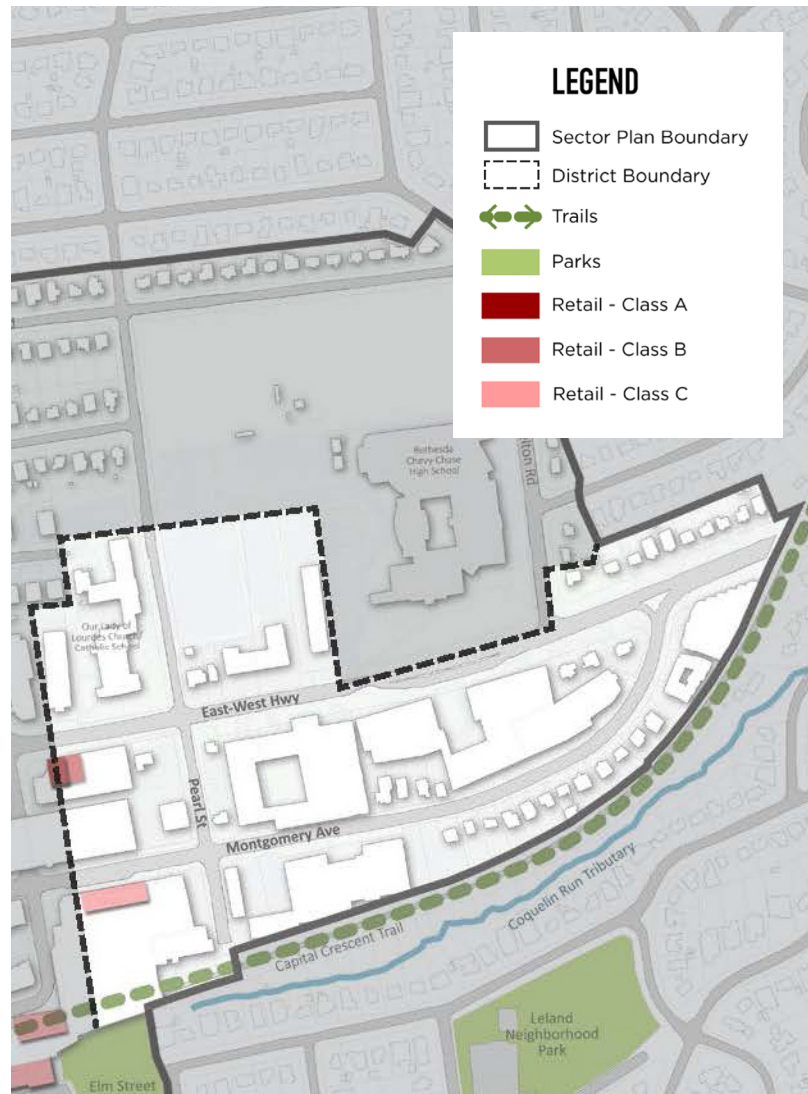 LEGEND
Sector Plan Boundary
District Boundary
Trails
Parks
Retail - Class A
Retail - Class B
Retail - Class C
Bethesda
Chevy-Chase
High School
Our Lady of
Lourdes Church/
Catholic School
East-West Hwy
Pearl St
Montgomery Ave
Capital Crescent Trail
Coquelin Run Tributary
Leland
Neighborhood
Park
Elm Street